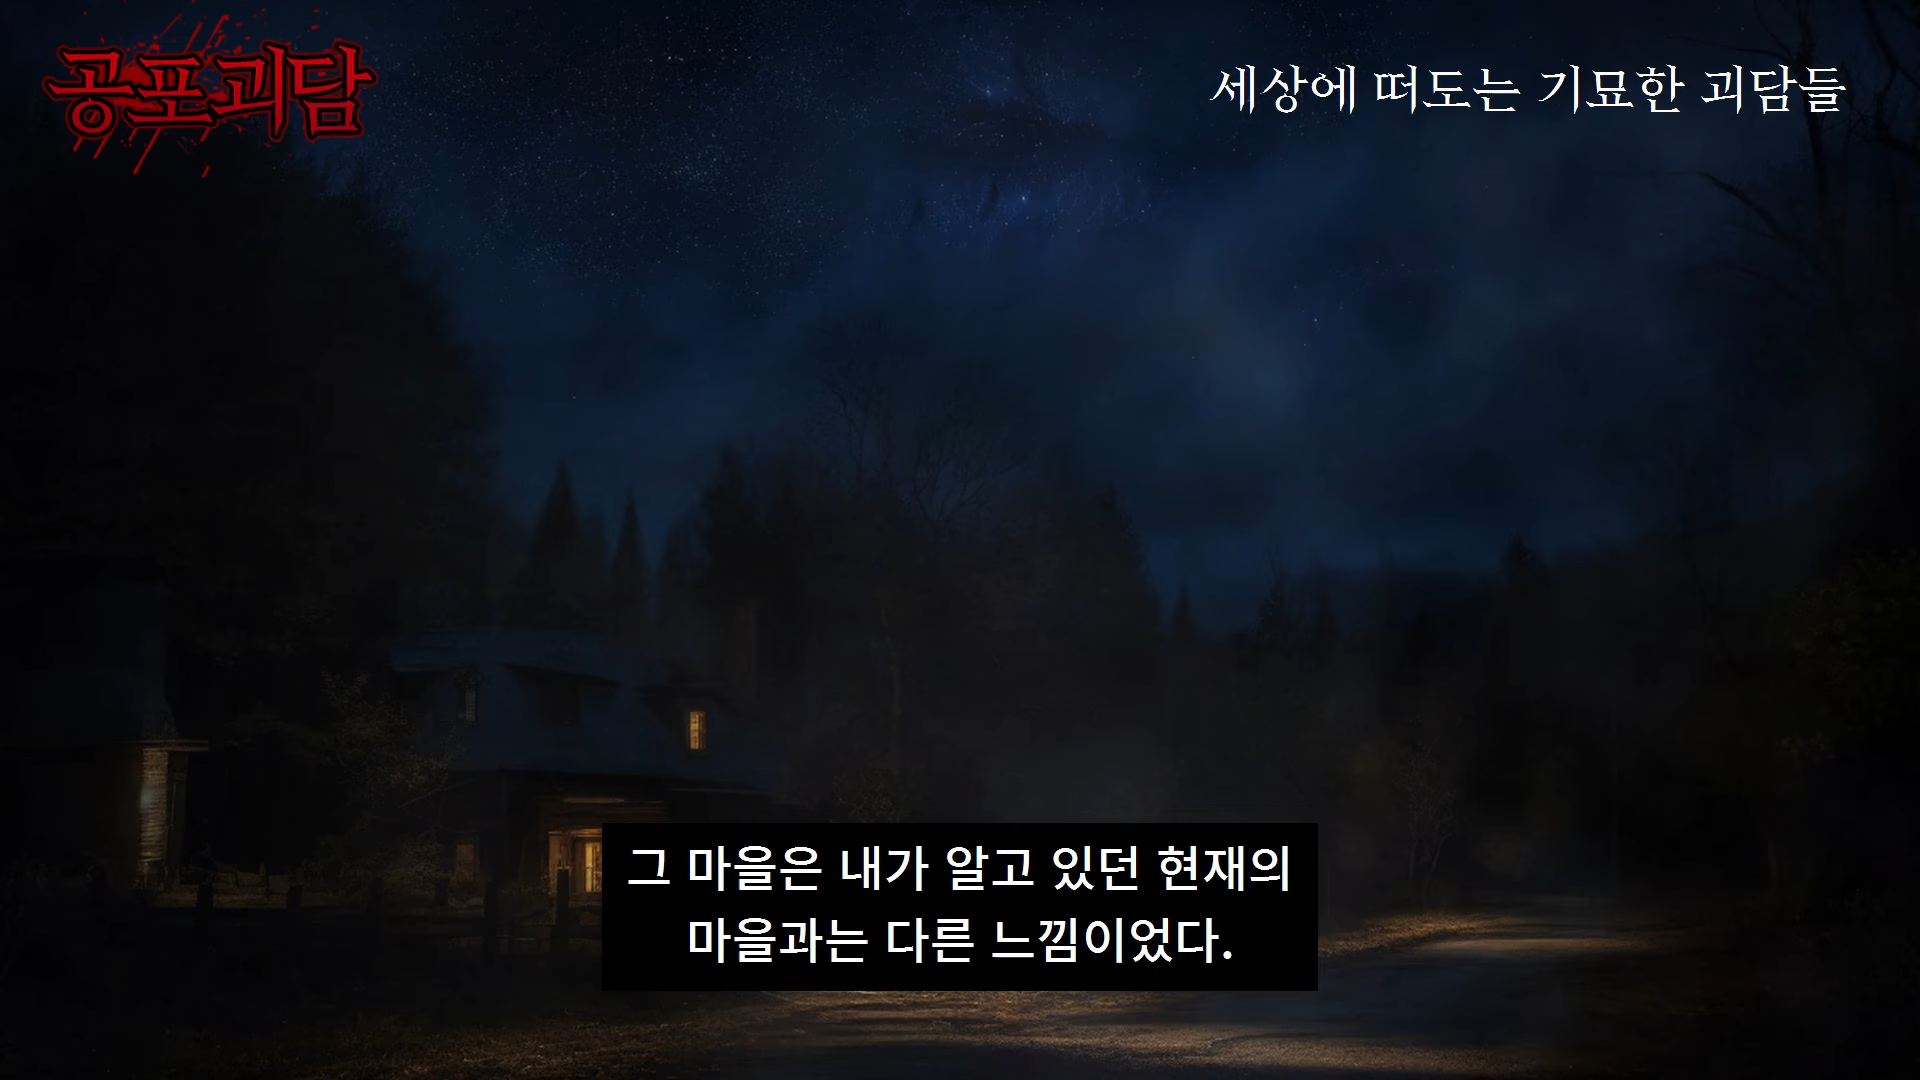 공포괴담
세상에 떠도는 기묘한 괴담들
그 마을은 내가 알고 있던 현재의
마을과는 다른 느낌이었다.